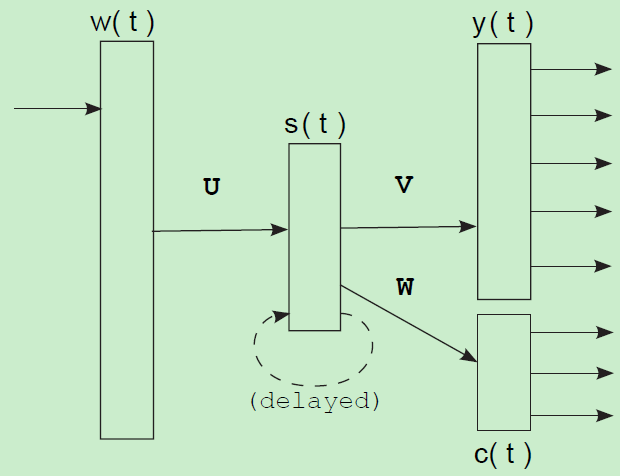 w(t)
y(t)
s(t)
U
V
W
(delayed)
c(t)